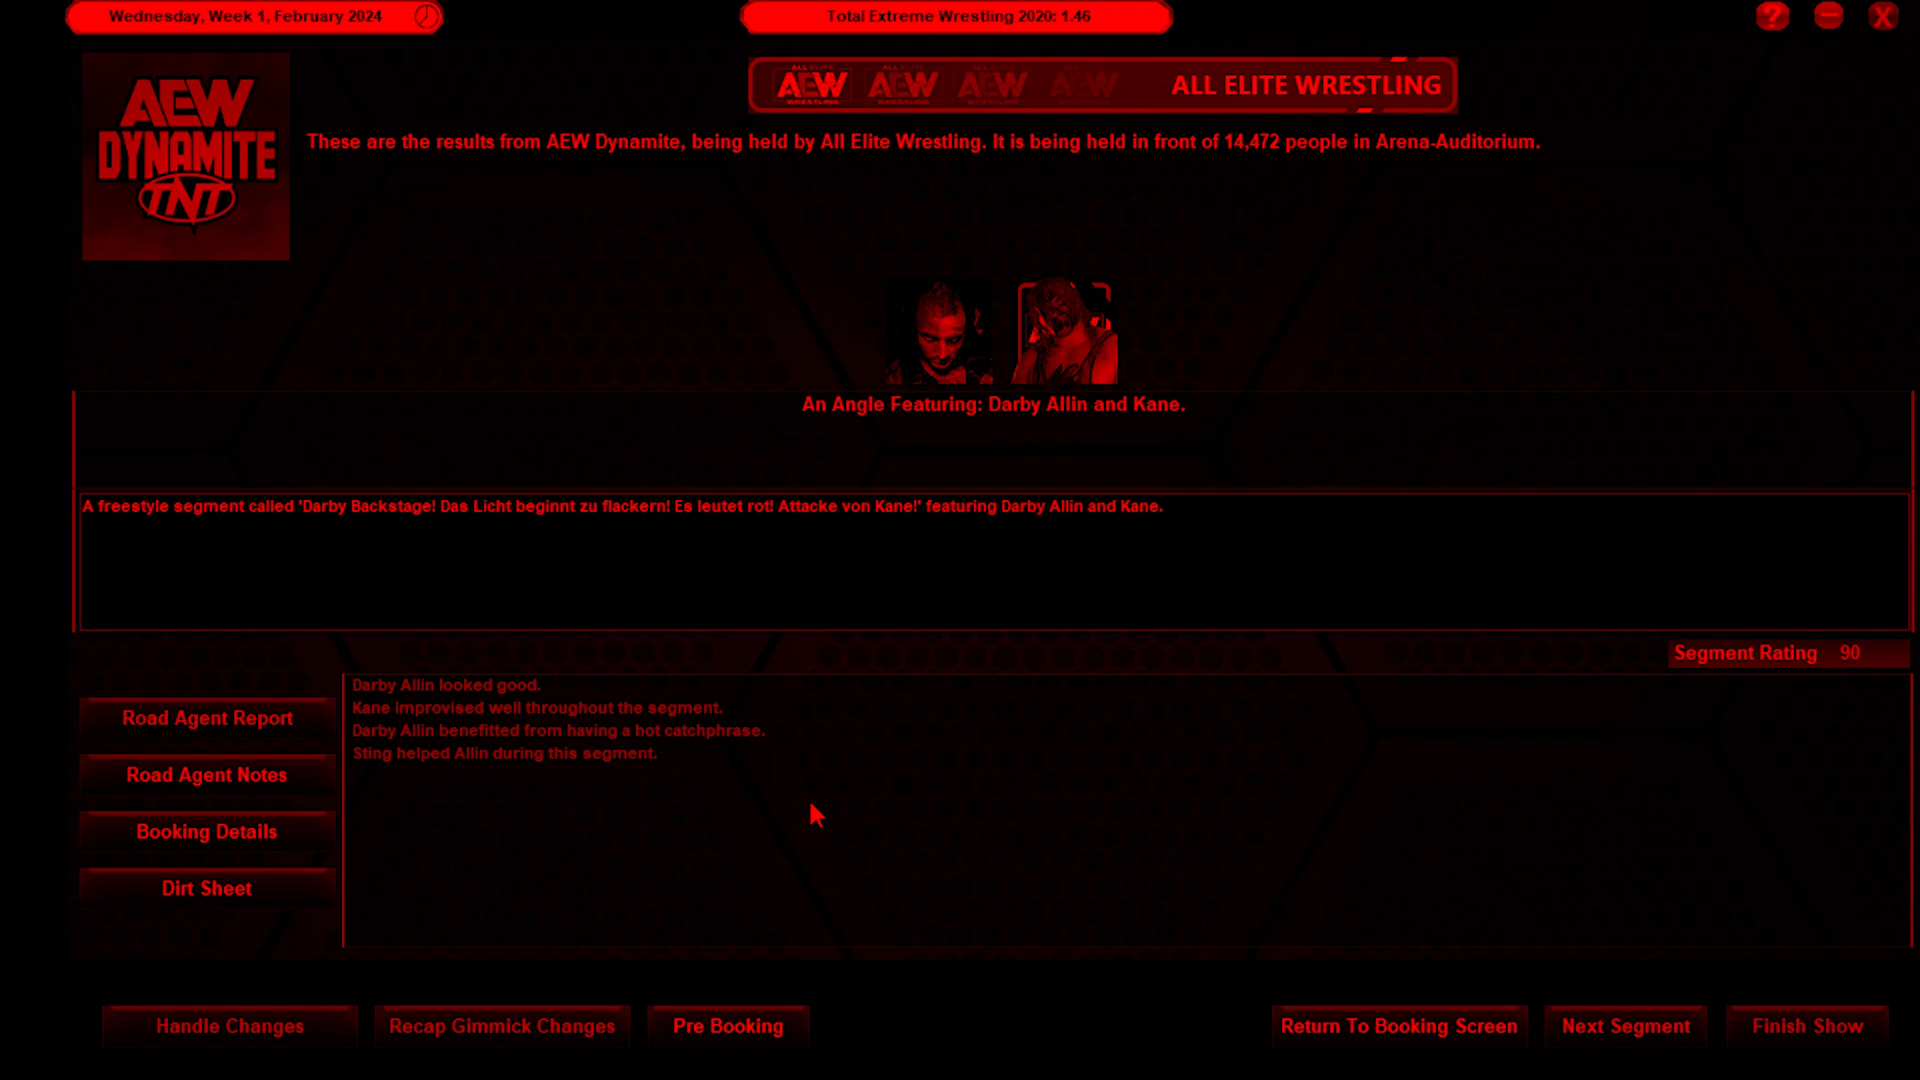 Wednesday, Week 1, February 2024
Total Extreme Wrestling 2020: 1.46
? – X
AEW DYNAMITE TNT
ALL ELITE AEW WRESTLING
ALL ELITE WRESTLING
These are the results from AEW Dynamite, being held by All Elite Wrestling. It is being held in front of 14,472 people in Arena-Auditorium.
An Angle Featuring: Darby Allin and Kane.
A freestyle segment called 'Darby Backstage! Das Licht beginnt zu flackern! Es leutet rot! Attacke von Kane!' featuring Darby Allin and Kane.
Segment Rating 90
Darby Allin looked good.
Kane improvised well throughout the segment.
Darby Allin benefitted from having a hot catchphrase.
Sting helped Allin during this segment.
Road Agent Report
Road Agent Notes
Booking Details
Dirt Sheet
Handle Changes
Recap Gimmick Changes
Pre Booking
Return To Booking Screen
Next Segment
Finish Show